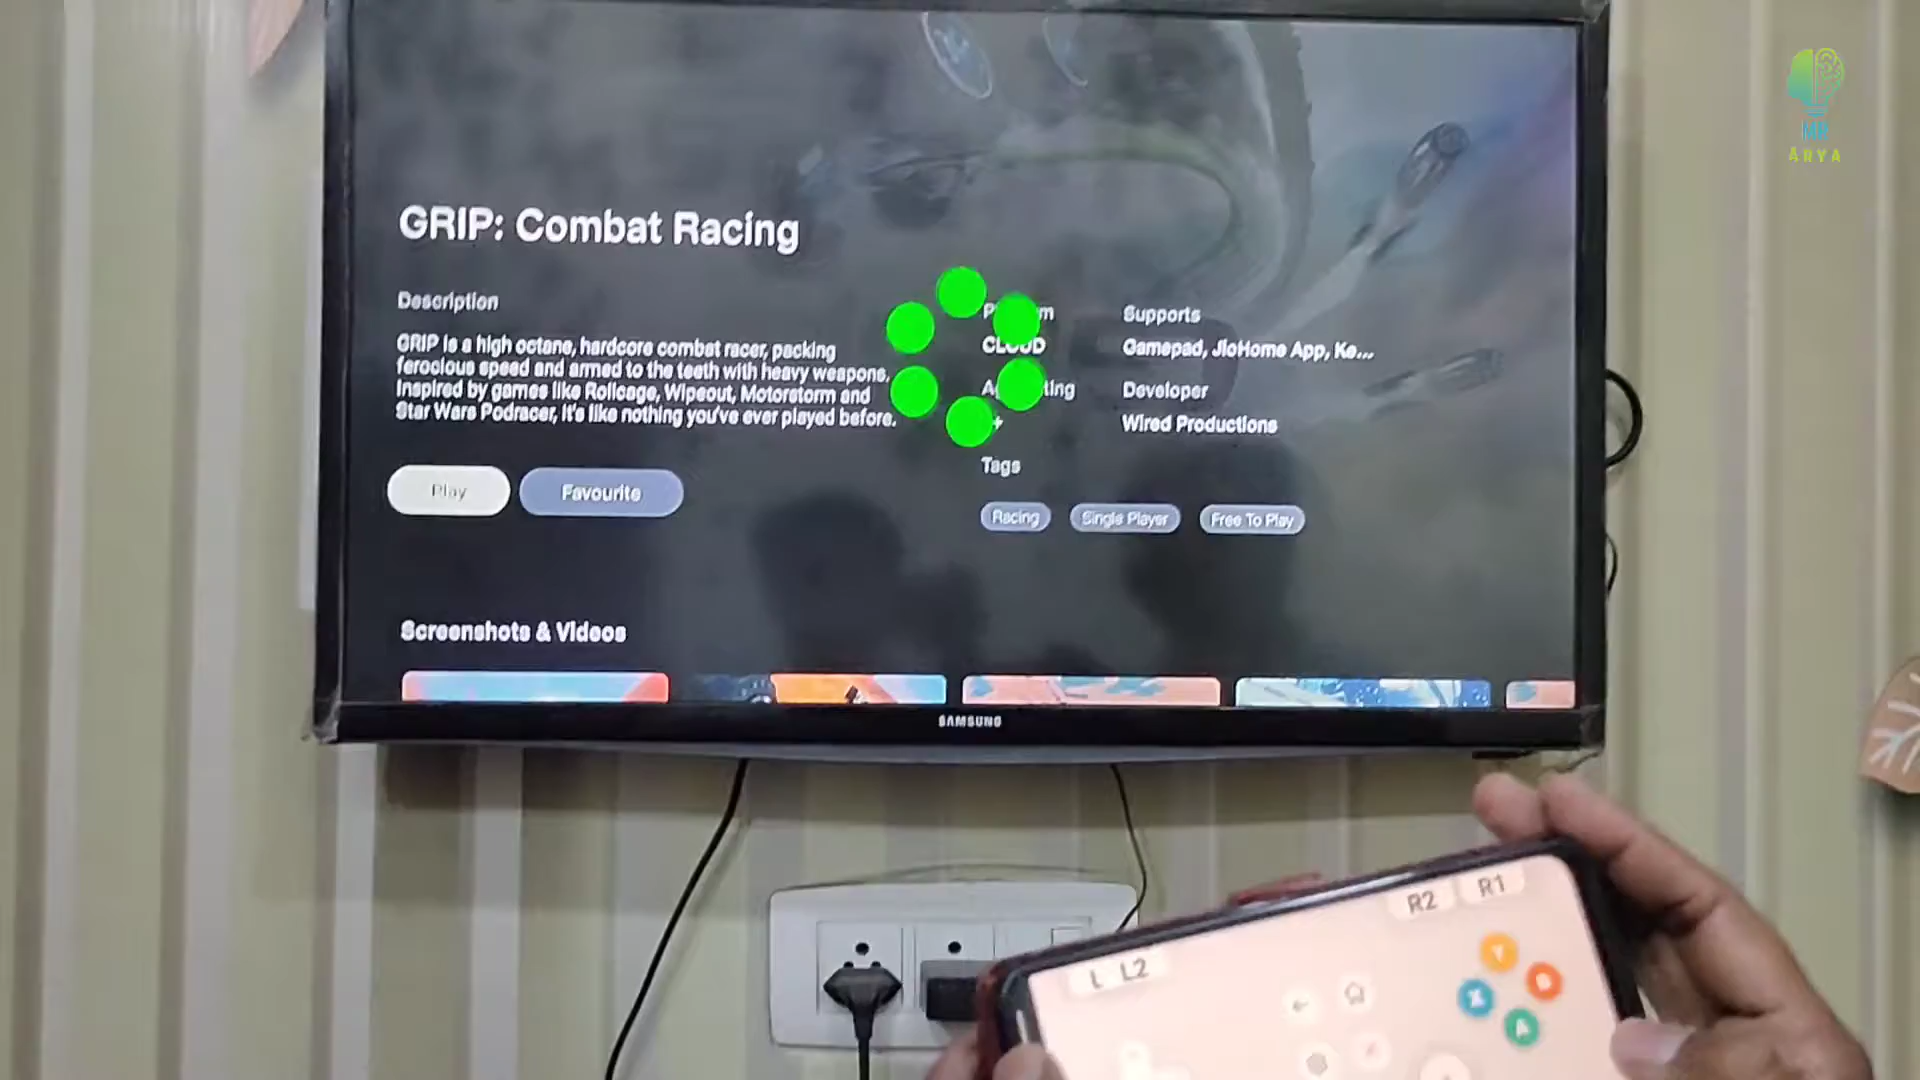 MR
ARYA
GRIP: Combat Racing
Description
GRIP is a high octane, hardcore combat racer, packing
ferocious speed and armed to the teeth with heavy weapons.
Inspired by games like Rollcage, Wipeout, Motorstorm and
Star Wars Podracer, it's like nothing you've ever played before.
Play
Favourite
CLOUD
Supports
Gamepad, JioHome App, Ke...
Developer
Wired Productions
Tags
Racing
Single Player
Free To Play
Screenshots & Videos
SAMSUNG
R2 R1
L L2
Y
X
A